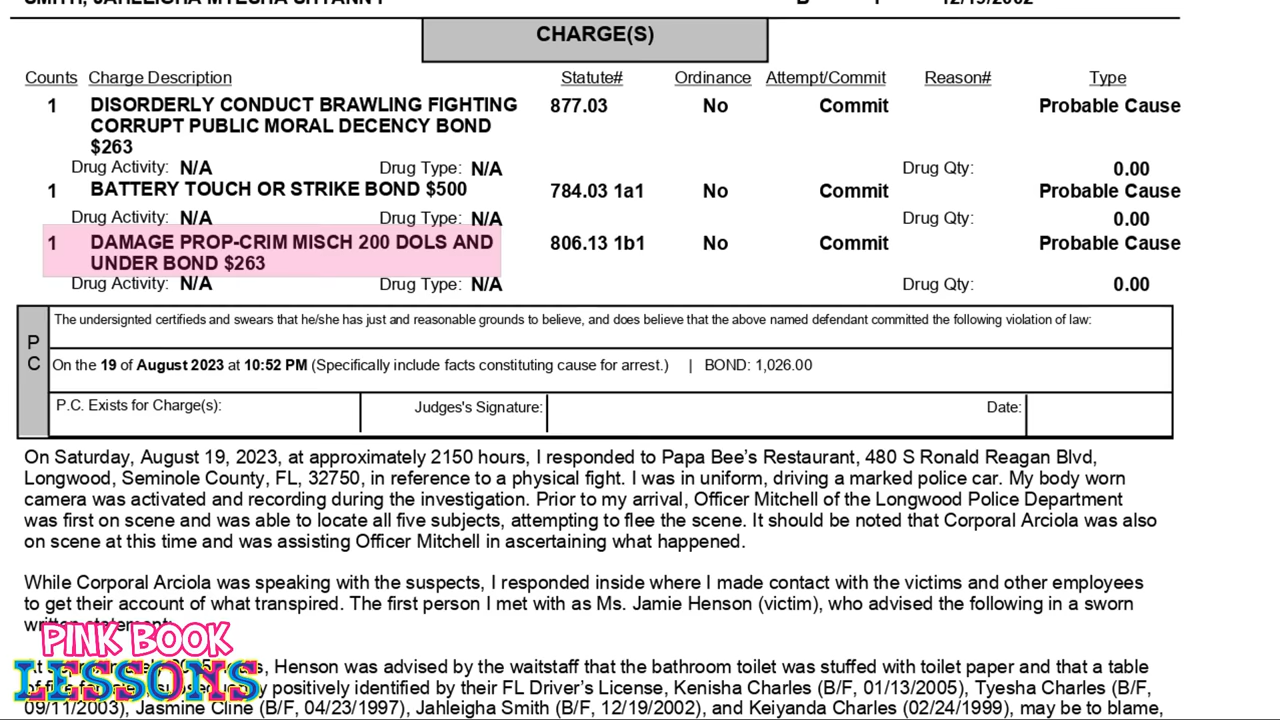 SMITH, JAHLEIGHA MYESHA SHYANN F B F 12/19/2002
CHARGE(S)
Counts Charge Description Statute# Ordinance Attempt/Commit Reason# Type
1 DISORDERLY CONDUCT BRAWLING FIGHTING 877.03 No Commit Probable Cause
CORRUPT PUBLIC MORAL DECENCY BOND
$263
Drug Activity: N/A Drug Type: N/A Drug Qty: 0.00
1 BATTERY TOUCH OR STRIKE BOND $500 784.03 1a1 No Commit Probable Cause
Drug Activity: N/A Drug Type: N/A Drug Qty: 0.00
1 DAMAGE PROP-CRIM MISCH 200 DOLS AND 806.13 1b1 No Commit Probable Cause
UNDER BOND $263
Drug Activity: N/A Drug Type: N/A Drug Qty: 0.00
P
C
The undersignted certifieds and swears that he/she has just and reasonable grounds to believe, and does believe that the above named defendant committed the following violation of law:
On the 19 of August 2023 at 10:52 PM (Specifically include facts constituting cause for arrest.) | BOND: 1,026.00
P.C. Exists for Charge(s): Judges's Signature: Date:
On Saturday, August 19, 2023, at approximately 2150 hours, I responded to Papa Bee's Restaurant, 480 S Ronald Reagan Blvd,
Longwood, Seminole County, FL, 32750, in reference to a physical fight. I was in uniform, driving a marked police car. My body worn
camera was activated and recording during the investigation. Prior to my arrival, Officer Mitchell of the Longwood Police Department
was first on scene and was able to locate all five subjects, attempting to flee the scene. It should be noted that Corporal Arciola was also
on scene at this time and was assisting Officer Mitchell in ascertaining what happened.
While Corporal Arciola was speaking with the suspects, I responded inside where I made contact with the victims and other employees
to get their account of what transpired. The first person I met with as Ms. Jamie Henson (victim), who advised the following in a sworn
written statement:
Henson was advised by the waitstaff that the bathroom toilet was stuffed with toilet paper and that a table
positively identified by their FL Driver's License, Kenisha Charles (B/F, 01/13/2005), Tyesha Charles (B/F,
09/11/2003), Jasmine Cline (B/F, 04/23/1997), Jahleigha Smith (B/F, 12/19/2002), and Keiyanda Charles (02/24/1999), may be to blame,
PINK BOOK
LESSONS